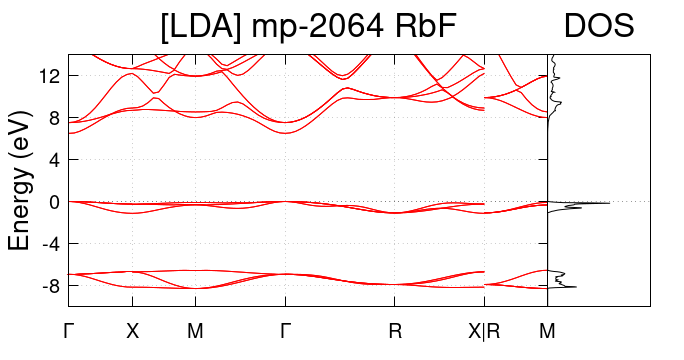 [LDA] mp-2064 RbF
DOS
Energy (eV)
12
8
4
0
-4
-8
Γ X M Γ R X|R M